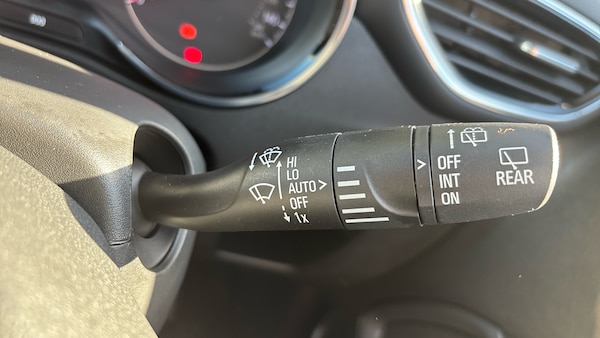 HI
LO
AUTO
OFF
1x
OFF
INT
ON
REAR